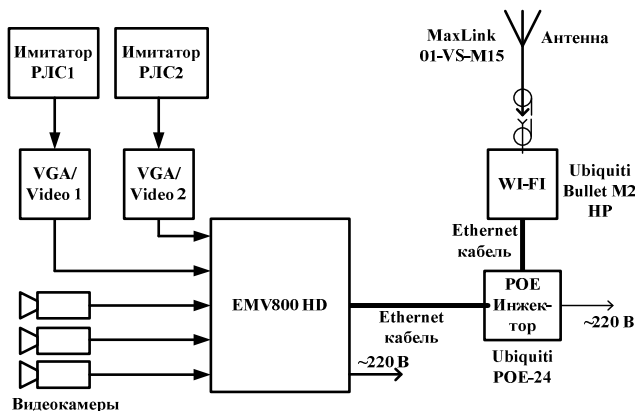 Имитатор
РЛС1
Имитатор
РЛС2
MaxLink
01-VS-M15
Антенна
VGA/
Video 1
VGA/
Video 2
WI-FI
Ubiquiti
Bullet M2
HP
Ethernet
кабель
EMV800 HD
POE
Инжек-
тор
Ethernet
кабель
~220 В
~220 В
Ubiquiti
POE-24
Видеокамеры